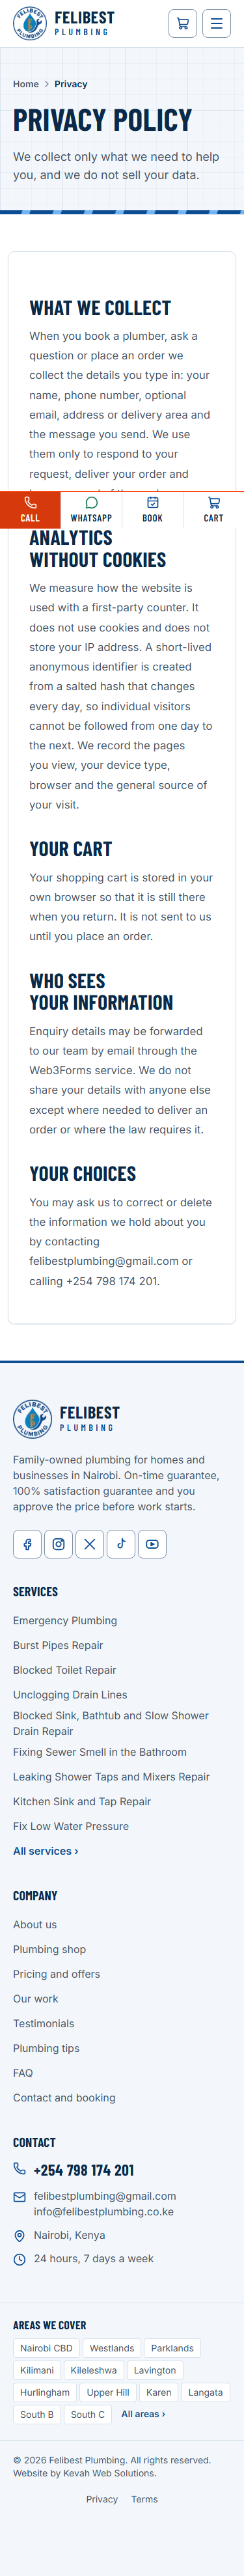 FELIBEST
PLUMBING
FELIBEST
PLUMBING
Home > Privacy
PRIVACY POLICY
We collect only what we need to help
you, and we do not sell your data.
WHAT WE COLLECT
When you book a plumber, ask a
question or place an order we
collect the details you type in: your
name, phone number, optional
email, address or delivery area and
the message you send. We use
them only to respond to your
request, deliver your order and
CALL
WHATSAPP
BOOK
CART
ANALYTICS
WITHOUT COOKIES
We measure how the website is
used with a first-party counter. It
does not use cookies and does not
store your IP address. A short-lived
anonymous identifier is created
from a salted hash that changes
every day, so individual visitors
cannot be followed from one day to
the next. We record the pages
you view, your device type,
browser and the general source of
your visit.
YOUR CART
Your shopping cart is stored in your
own browser so that it is still there
when you return. It is not sent to us
until you place an order.
WHO SEES
YOUR INFORMATION
Enquiry details may be forwarded
to our team by email through the
Web3Forms service. We do not
share your details with anyone else
except where needed to deliver an
order or where the law requires it.
YOUR CHOICES
You may ask us to correct or delete
the information we hold about you
by contacting
felibestplumbing@gmail.com or
calling +254 798 174 201.
FELIBEST
PLUMBING
FELIBEST
PLUMBING
Family-owned plumbing for homes and
businesses in Nairobi. On-time guarantee,
100% satisfaction guarantee and you
approve the price before work starts.
SERVICES
Emergency Plumbing
Burst Pipes Repair
Blocked Toilet Repair
Unclogging Drain Lines
Blocked Sink, Bathtub and Slow Shower
Drain Repair
Fixing Sewer Smell in the Bathroom
Leaking Shower Taps and Mixers Repair
Kitchen Sink and Tap Repair
Fix Low Water Pressure
All services ›
COMPANY
About us
Plumbing shop
Pricing and offers
Our work
Testimonials
Plumbing tips
FAQ
Contact and booking
CONTACT
+254 798 174 201
felibestplumbing@gmail.com
info@felibestplumbing.co.ke
Nairobi, Kenya
24 hours, 7 days a week
AREAS WE COVER
Nairobi CBD
Westlands
Parklands
Kilimani
Kileleshwa
Lavington
Hurlingham
Upper Hill
Karen
Langata
South B
South C
All areas ›
© 2026 Felibest Plumbing. All rights reserved.
Website by Kevah Web Solutions.
Privacy
Terms